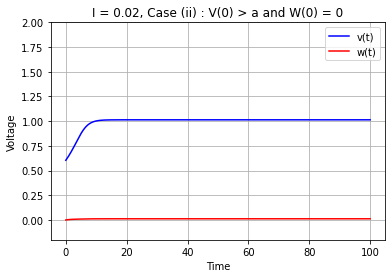 I = 0.02, Case (ii) : V(0) > a and W(0) = 0
2.00
1.75
1.50
1.25
1.00
0.75
0.50
0.25
0.00
Voltage
v(t)
w(t)
0 20 40 60 80 100
Time